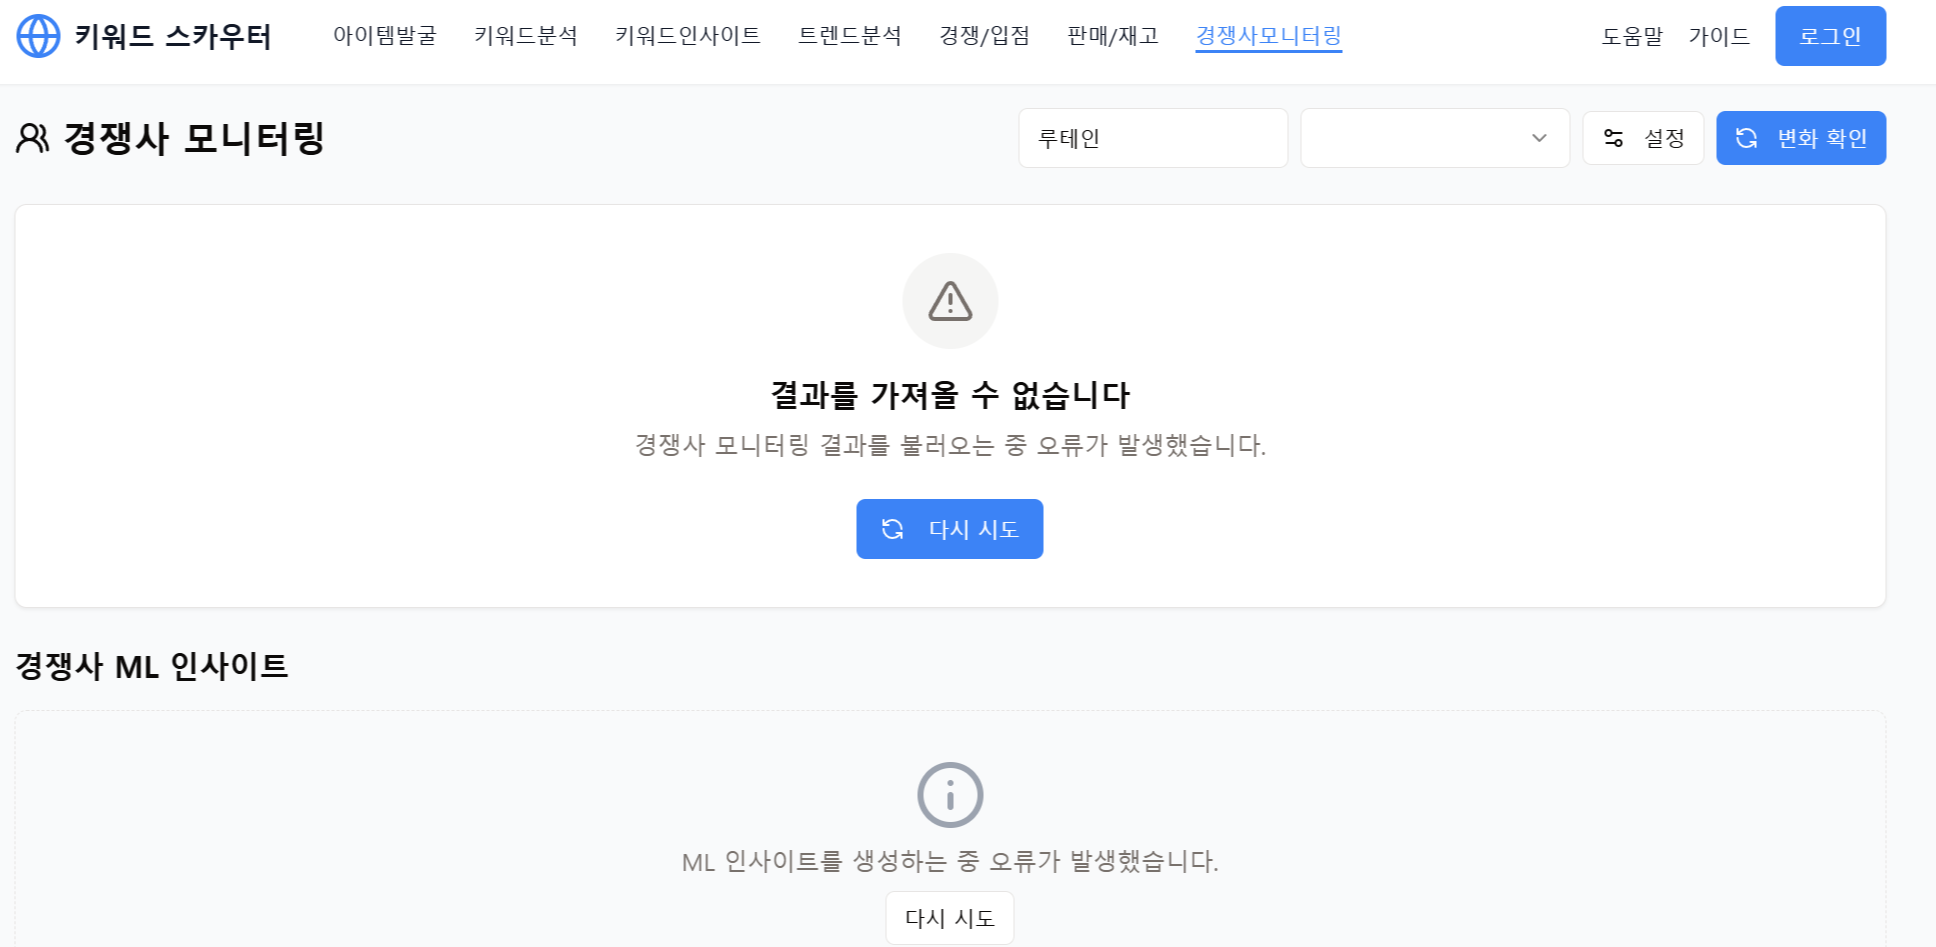 키워드 스카우터
아이템발굴 키워드분석 키워드인사이트 트렌드분석 경쟁/입점 판매/재고 경쟁사모니터링
도움말 가이드 로그인
경쟁사 모니터링
루테인
설정
변화 확인
결과를 가져올 수 없습니다
경쟁사 모니터링 결과를 불러오는 중 오류가 발생했습니다.
다시 시도
경쟁사 ML 인사이트
ML 인사이트를 생성하는 중 오류가 발생했습니다.
다시 시도